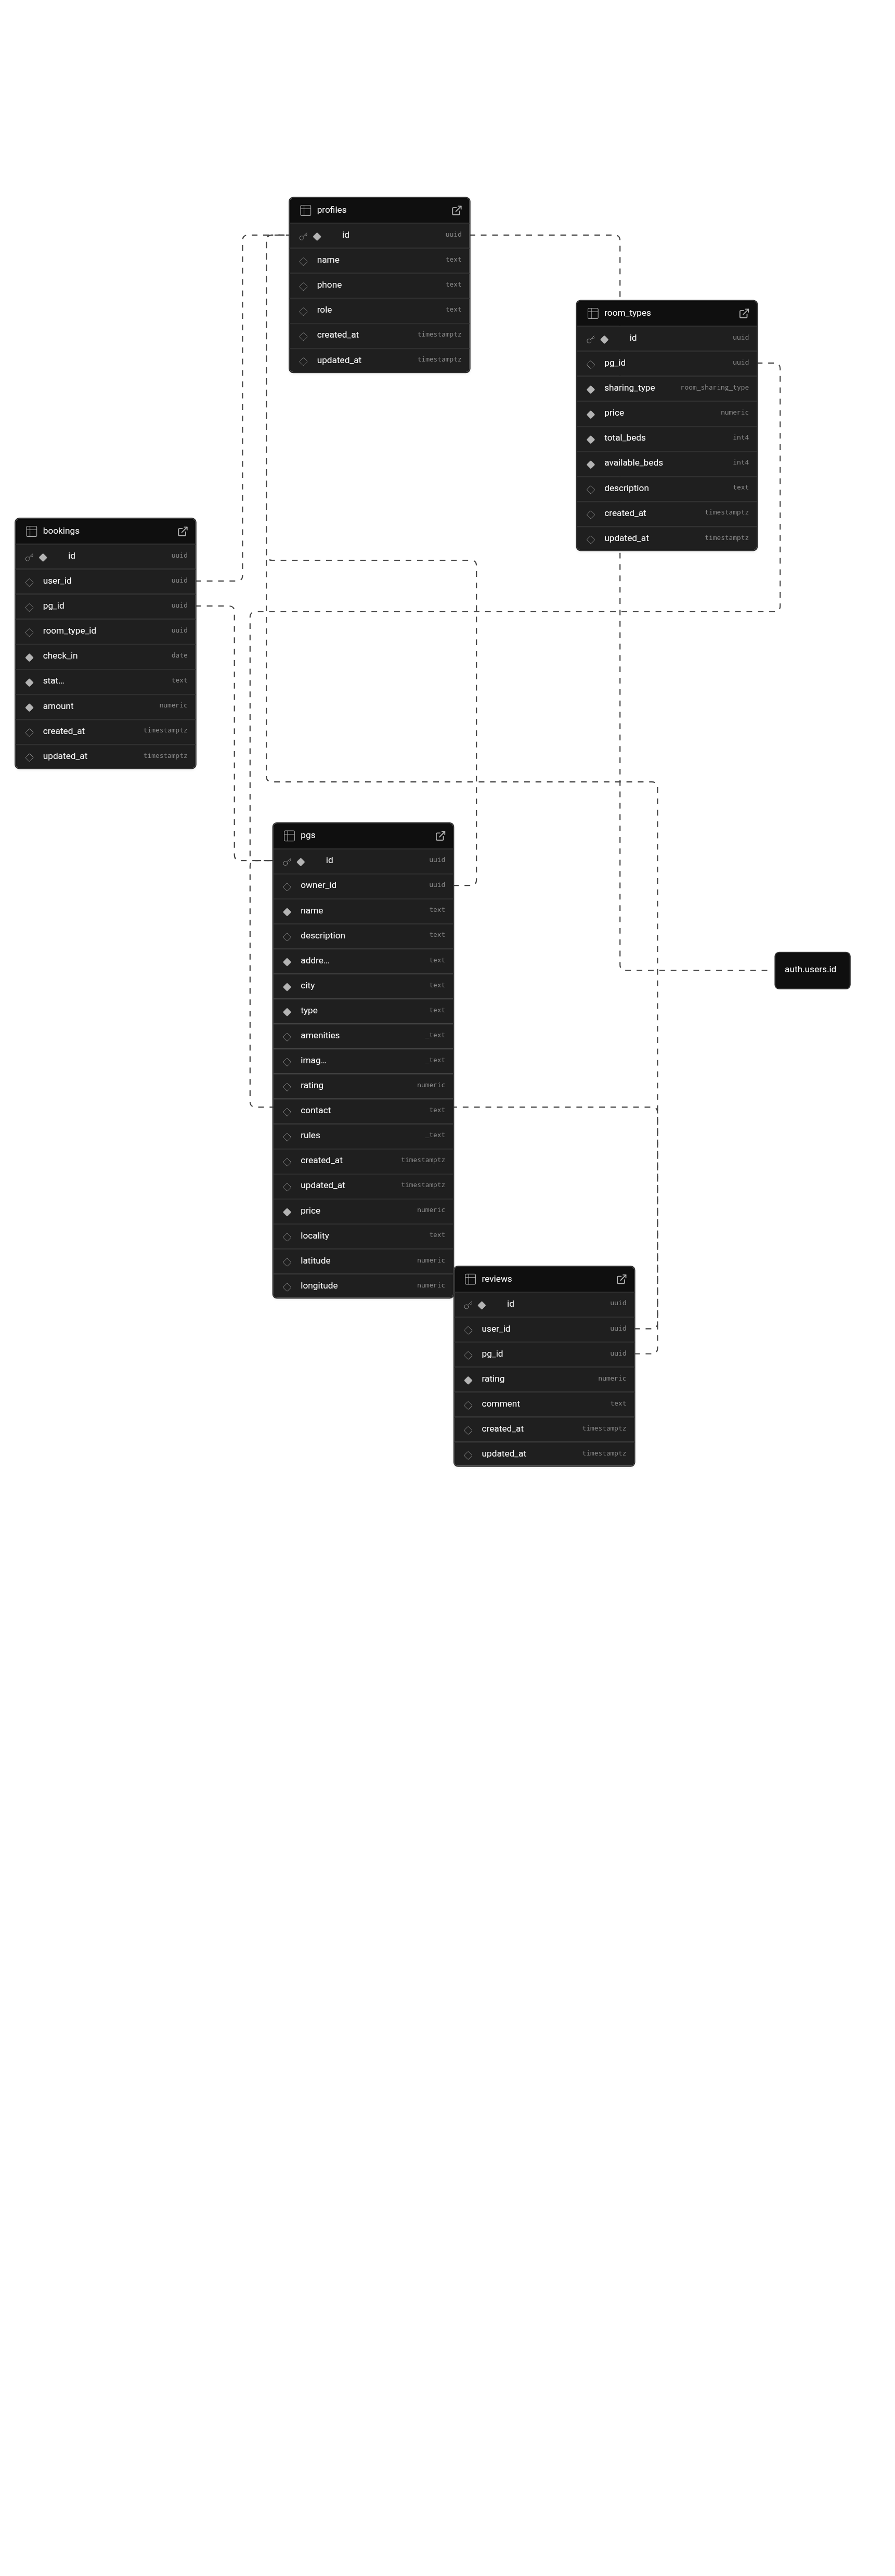 profiles
id uuid
name text
phone text
role text
created_at timestamptz
updated_at timestamptz
room_types
id uuid
pg_id uuid
sharing_type room_sharing_type
price numeric
total_beds int4
available_beds int4
description text
created_at timestamptz
updated_at timestamptz
bookings
id uuid
user_id uuid
pg_id uuid
room_type_id uuid
check_in date
stat... text
amount numeric
created_at timestamptz
updated_at timestamptz
pgs
id uuid
owner_id uuid
name text
description text
addre... text
city text
type text
amenities _text
imag... _text
rating numeric
contact text
rules _text
created_at timestamptz
updated_at timestamptz
price numeric
locality text
latitude numeric
longitude numeric
auth.users.id
reviews
id uuid
user_id uuid
pg_id uuid
rating numeric
comment text
created_at timestamptz
updated_at timestamptz